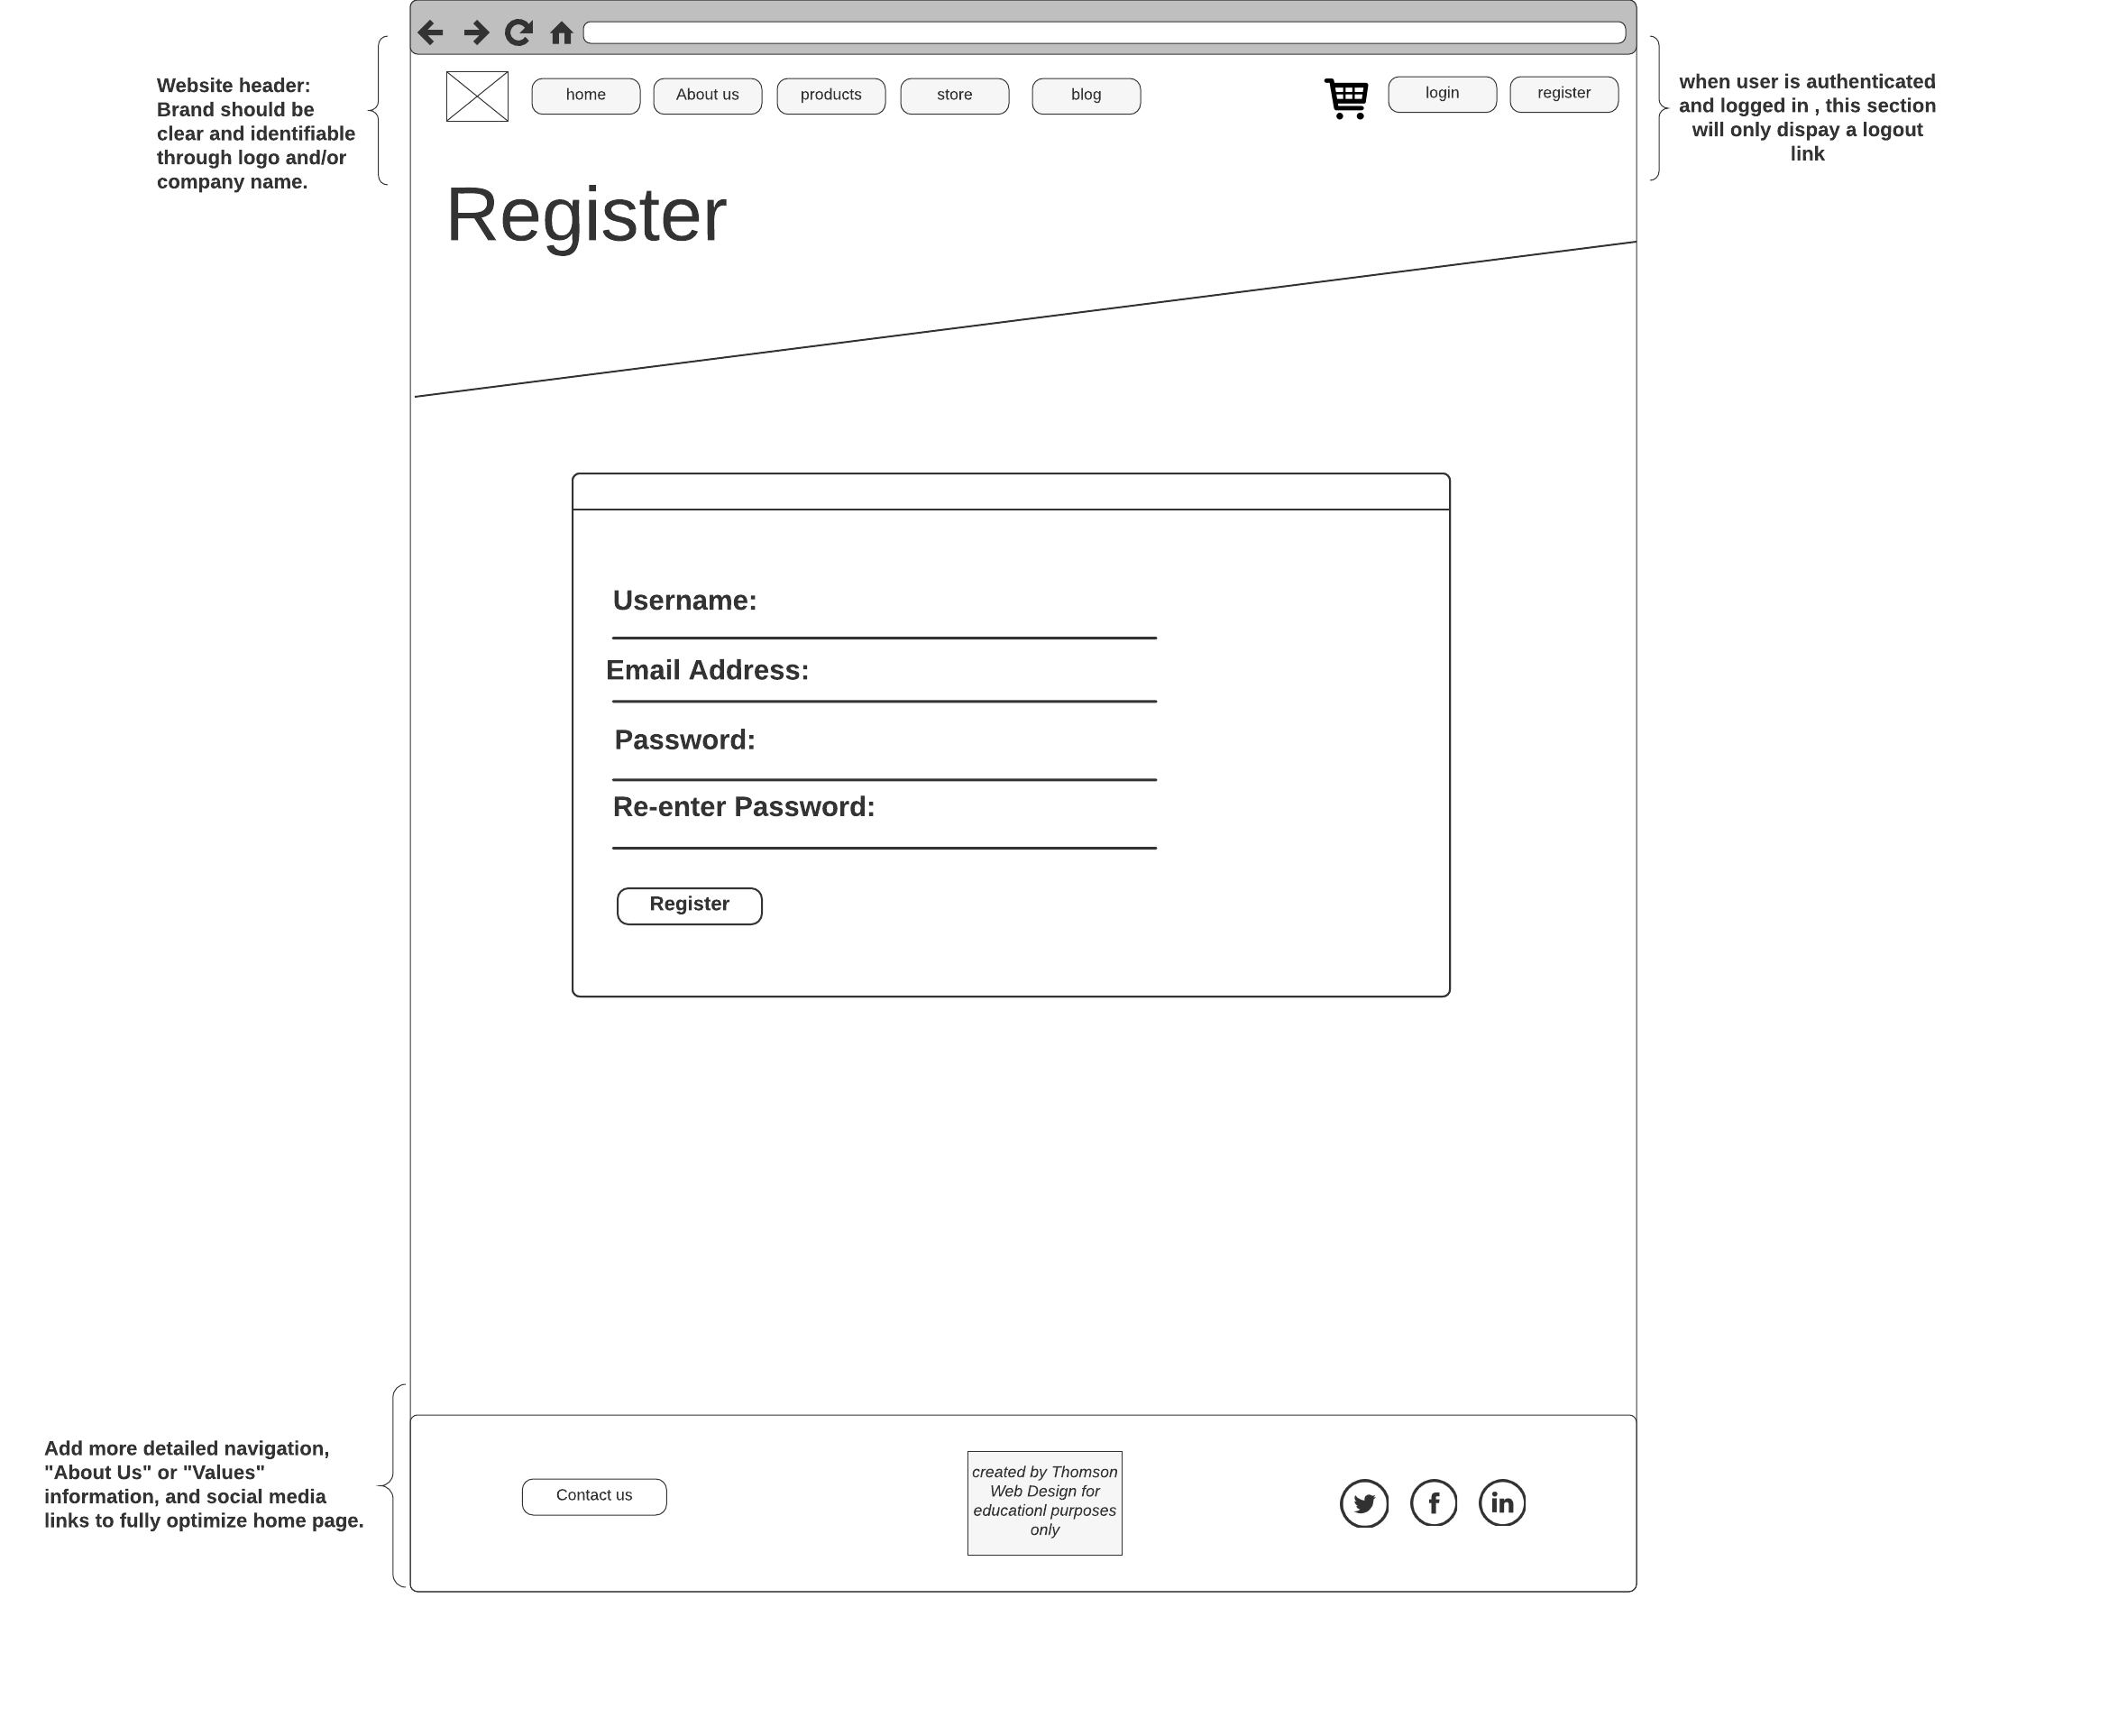 Website header:
Brand should be
clear and identifiable
through logo and/or
company name.
home
About us
products
store
blog
login
register
when user is authenticated
and logged in , this section
will only dispay a logout
link
Register
Username:
Email Address:
Password:
Re-enter Password:
Register
Add more detailed navigation,
"About Us" or "Values"
information, and social media
links to fully optimize home page.
Contact us
created by Thomson
Web Design for
educationl purposes
only
f
in